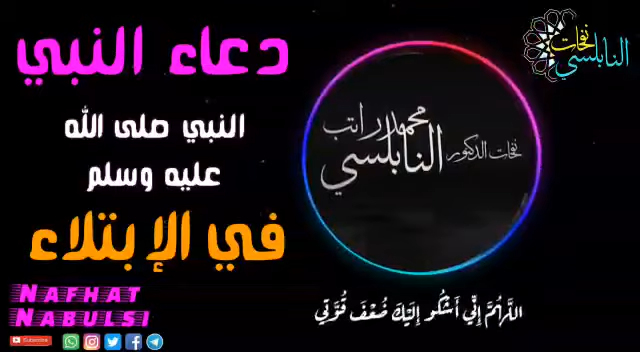 دعاء النبي
النبي صلى الله
عليه وسلم
في الإبتلاء
نفحات
النابلسي
محمد راتب
نفحات الدكتور النابلسي
اللَّهُمَّ إِنِّي أَشْكُو إِلَيْكَ ضُعْفَ قُوَّتِي
NAFHAT
NABULSI
Subscribe